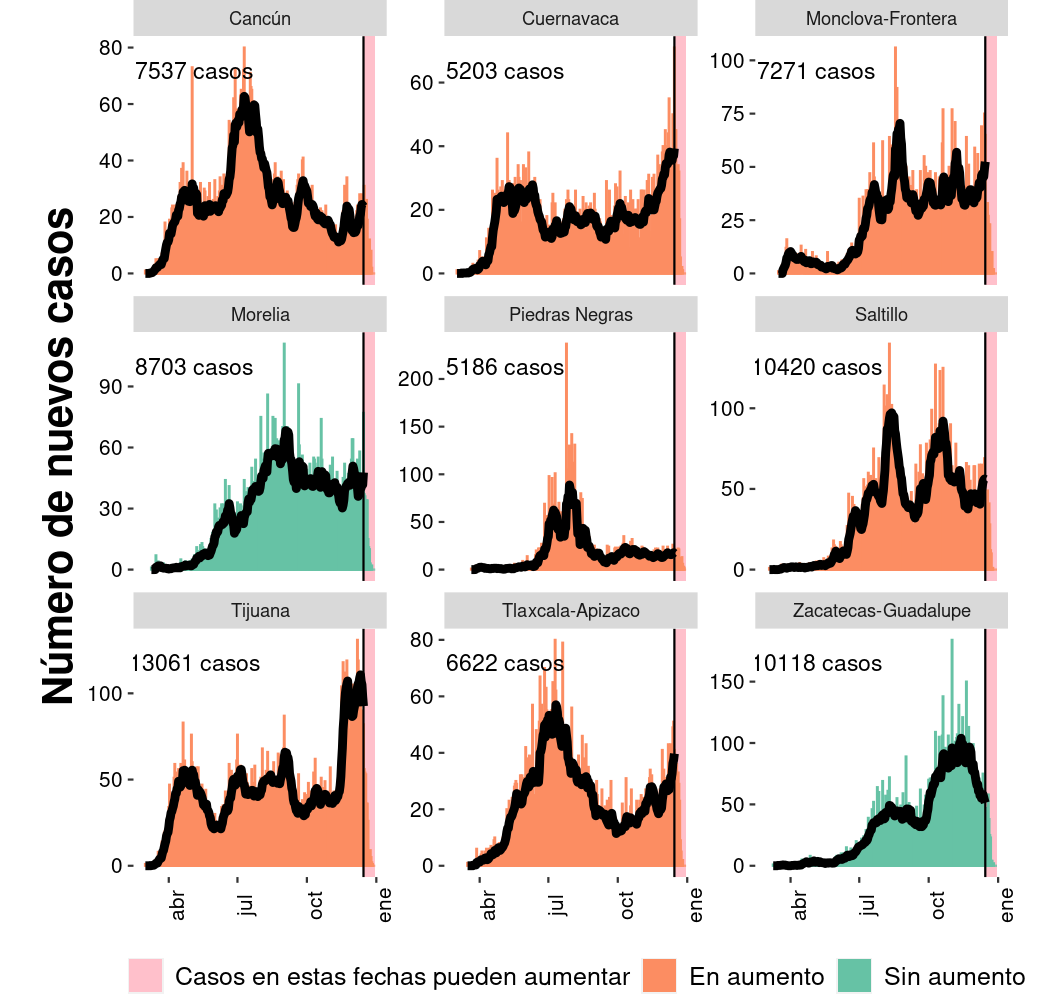 Número de nuevos casos
Cancún
Cuernavaca
Monclova-Frontera
80
60
40
20
0
7537 casos
60
40
20
0
5203 casos
100
75
50
25
0
7271 casos
Morelia
Piedras Negras
Saltillo
90
60
30
0
8703 casos
200
150
100
50
0
5186 casos
100
50
0
10420 casos
Tijuana
Tlaxcala-Apizaco
Zacatecas-Guadalupe
100
50
0
13061 casos
80
60
40
20
0
6622 casos
150
100
50
0
10118 casos
abr
jul
oct
ene
abr
jul
oct
ene
abr
jul
oct
ene
Casos en estas fechas pueden aumentar
En aumento
Sin aumento